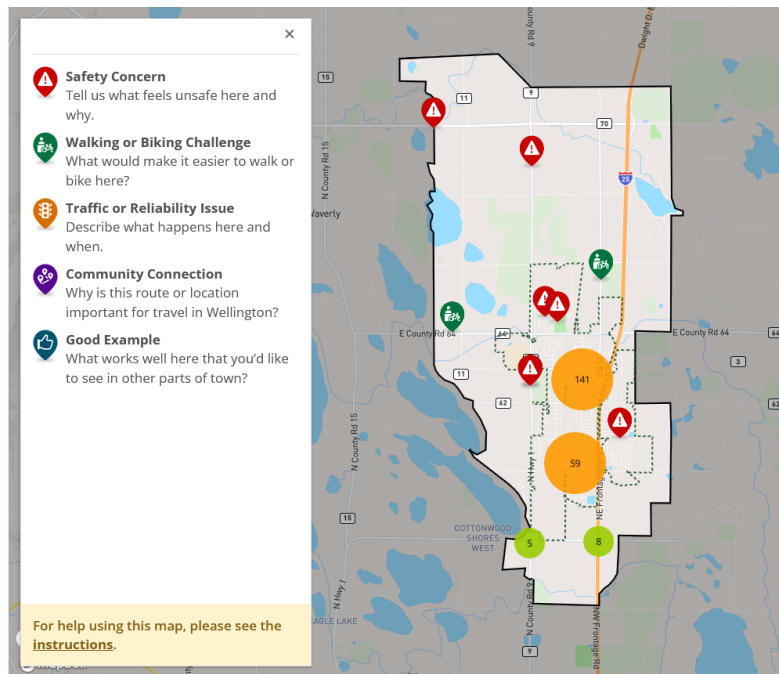 ×
Safety Concern
Tell us what feels unsafe here and
why.
Walking or Biking Challenge
What would make it easier to walk or
bike here?
Traffic or Reliability Issue
Describe what happens here and
when.
Community Connection
Why is this route or location
important for travel in Wellington?
Good Example
What works well here that you'd like
to see in other parts of town?
For help using this map, please see the
instructions.
County Rd 9
15
11
9
70
N County Rd 15
25
Waverly
E County Rd 64
64
E County Rd 64
64
3
11
62
141
N County Rd 15
59
N Hwy 1
NE Frontage
15
COTTONWOOD
SHORES
WEST
5
8
N Hwy 1
EAGLE LAKE
N County Rd 9
NW Frontage Rd
9